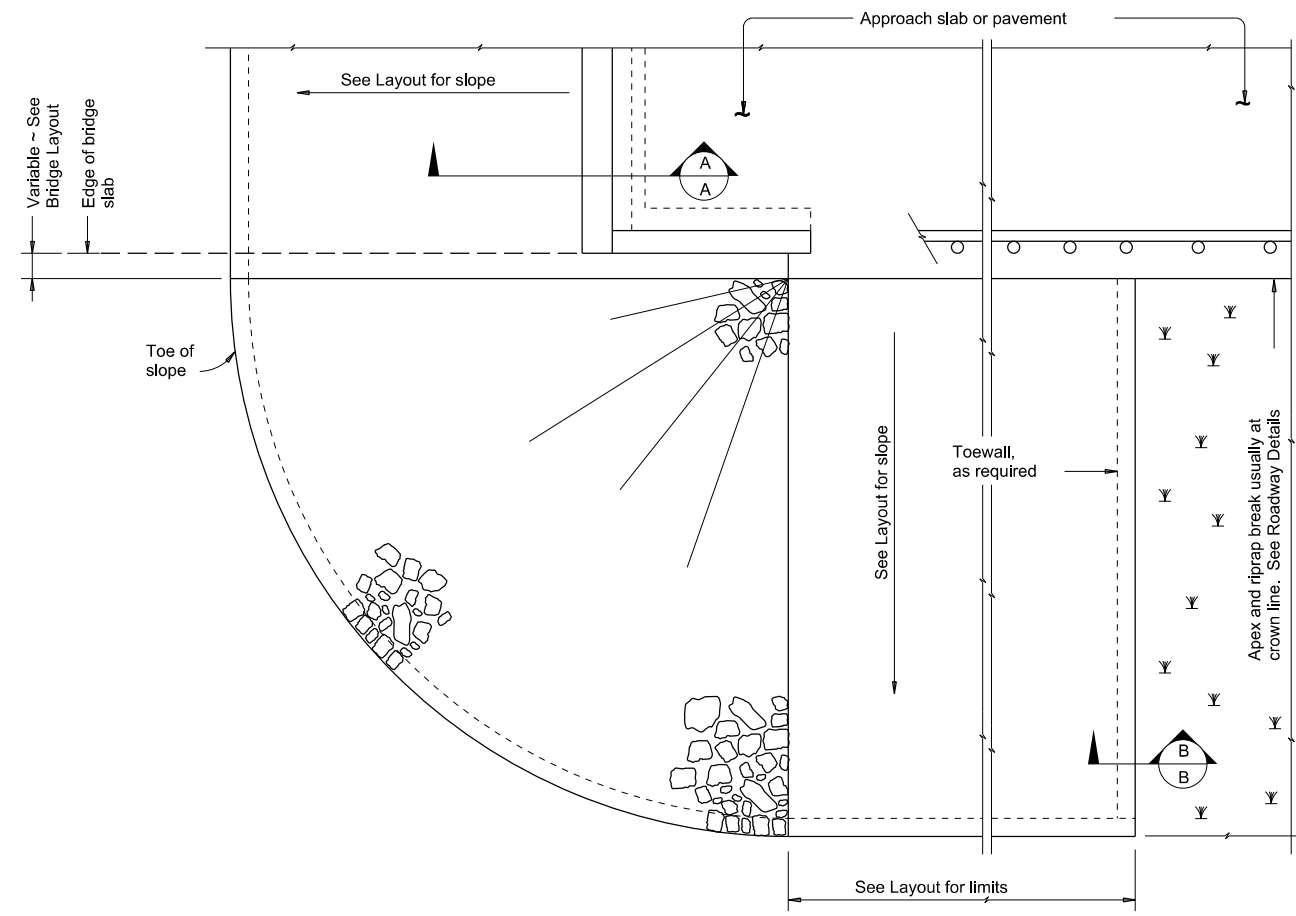 Approach slab or pavement
See Layout for slope
Variable ~ See
Bridge Layout
Edge of bridge
slab
A
A
Toe of
slope
See Layout for slope
Toewall,
as required
Apex and riprap break usually at
crown line. See Roadway Details
B
B
See Layout for limits